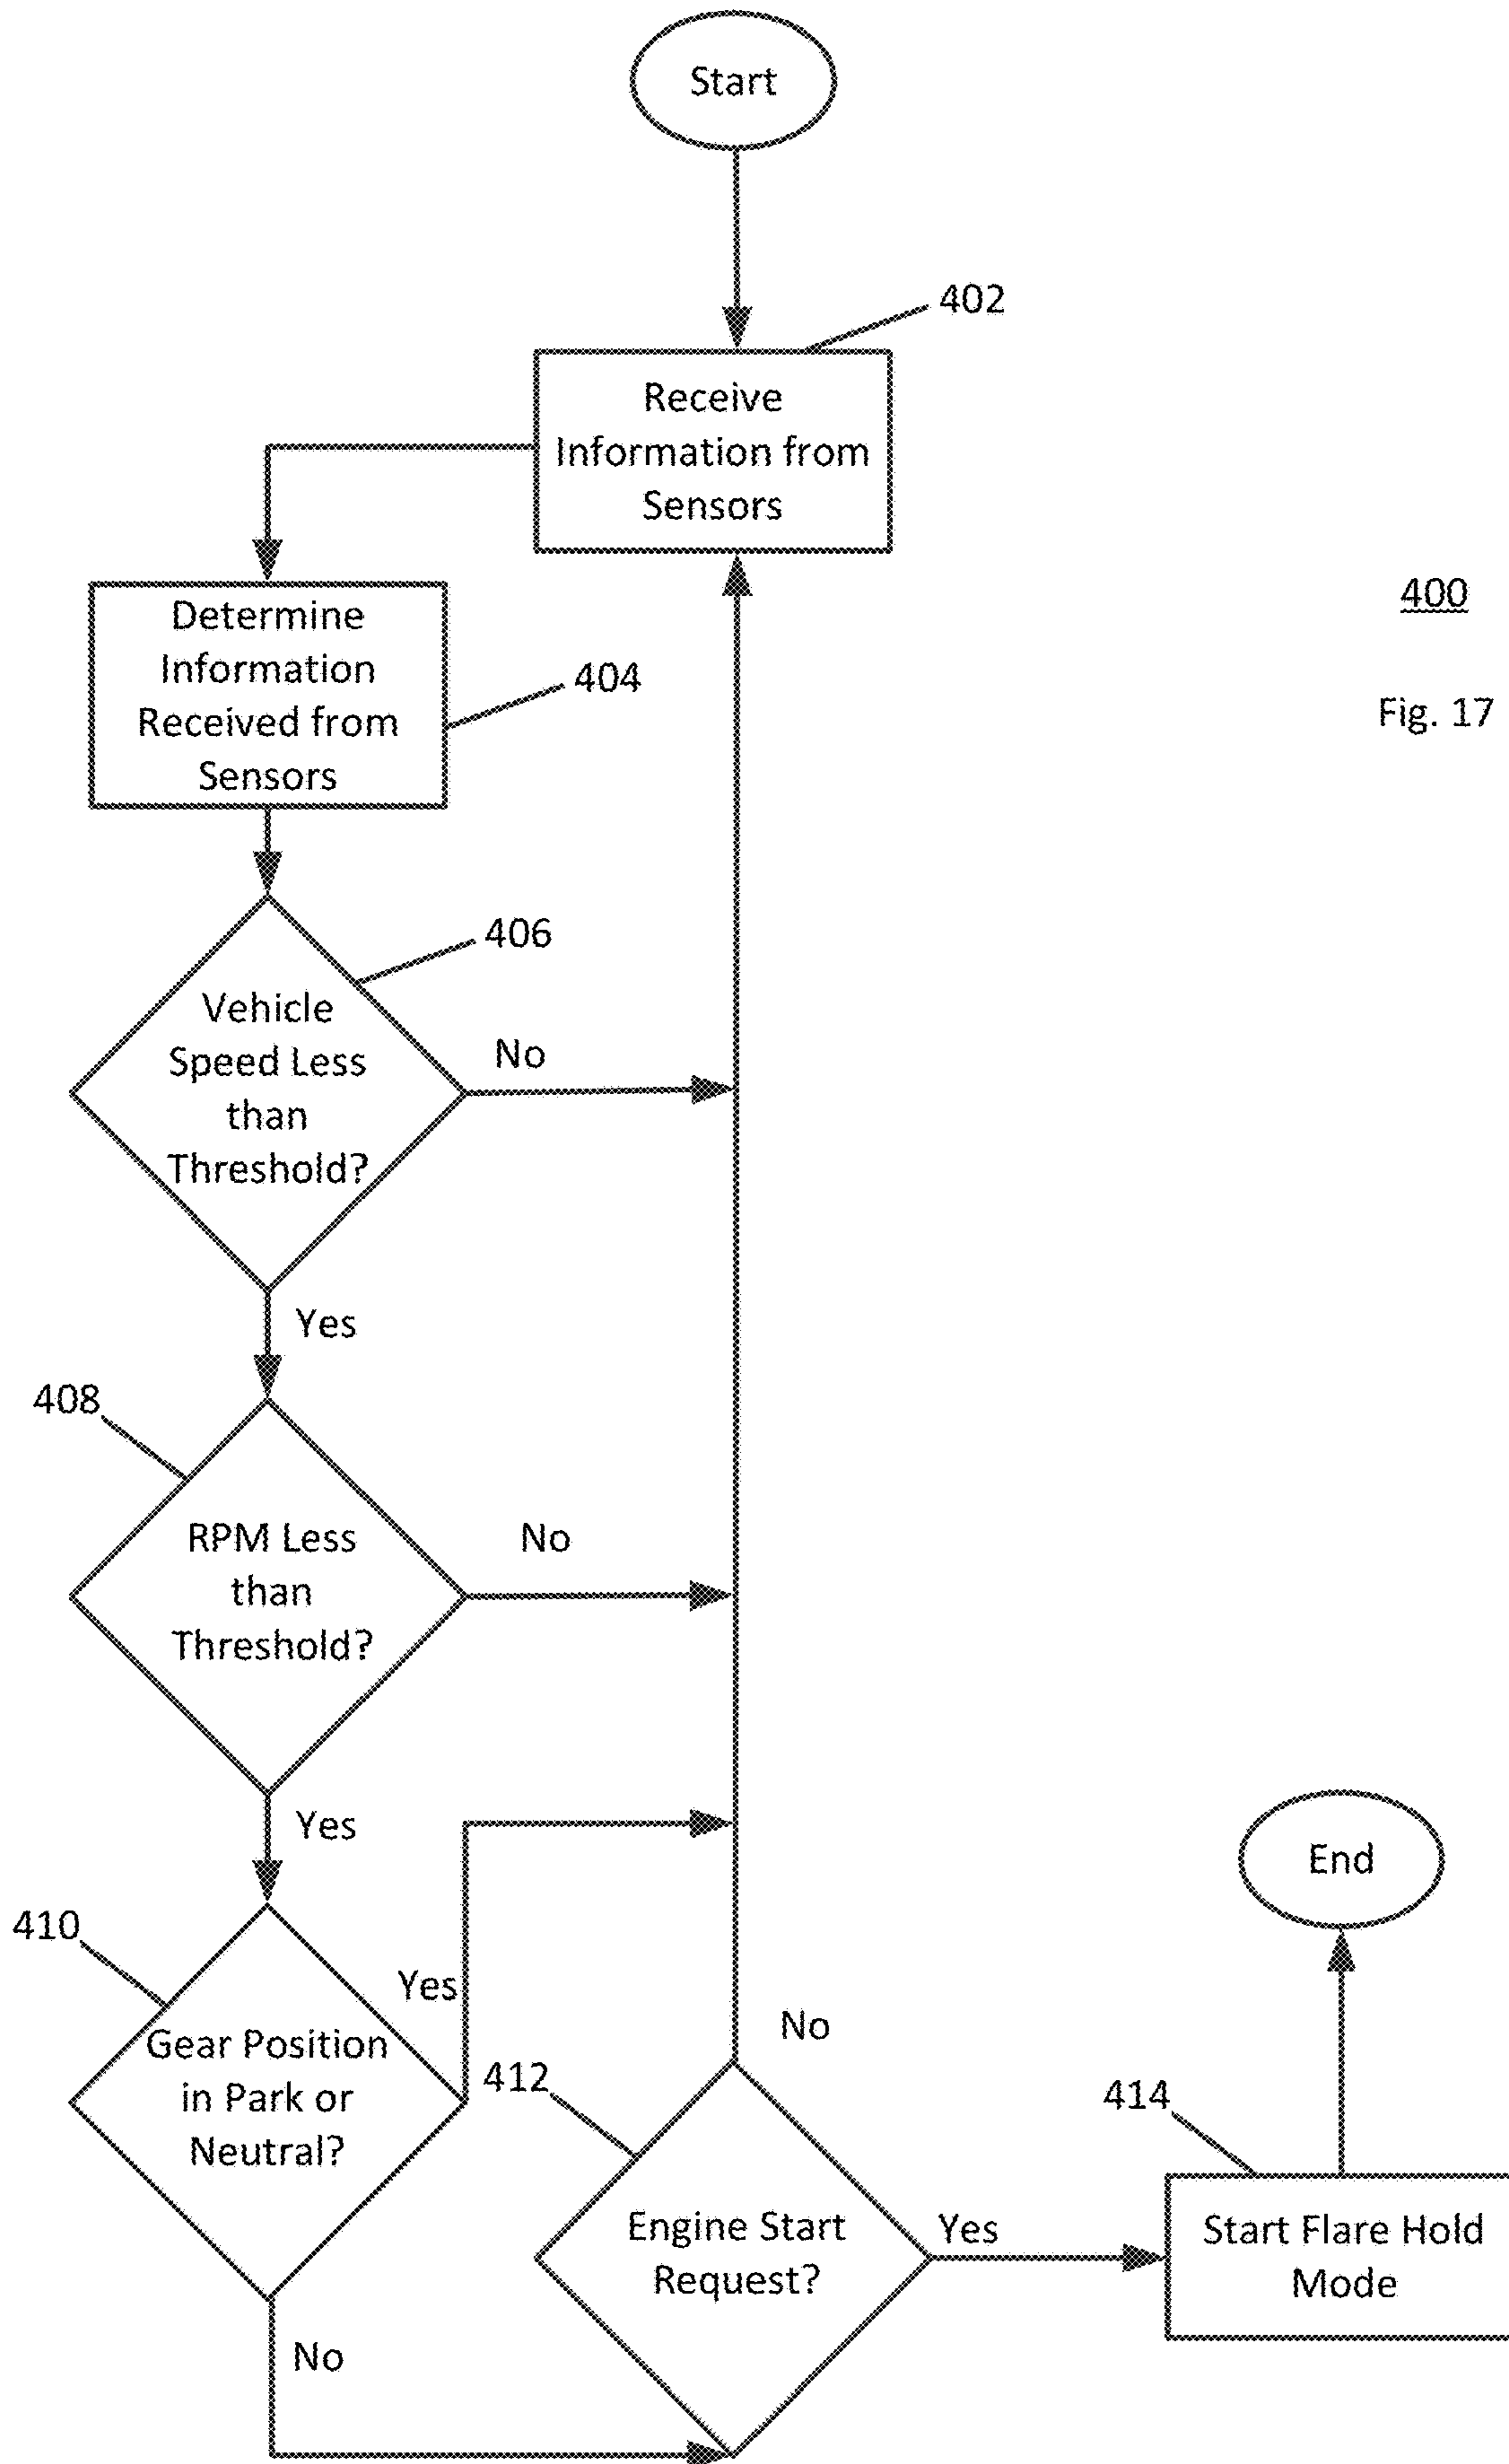 Start
402
Receive
Information from
Sensors
400
Fig. 17
Determine
Information
Received from
Sensors
404
406
Vehicle
Speed Less
than
Threshold?
No
Yes
408
RPM Less
than
Threshold?
No
Yes
410
Gear Position
in Park or
Neutral?
Yes
No
412
Engine Start
Request?
No
Yes
414
Start Flare Hold
Mode
End